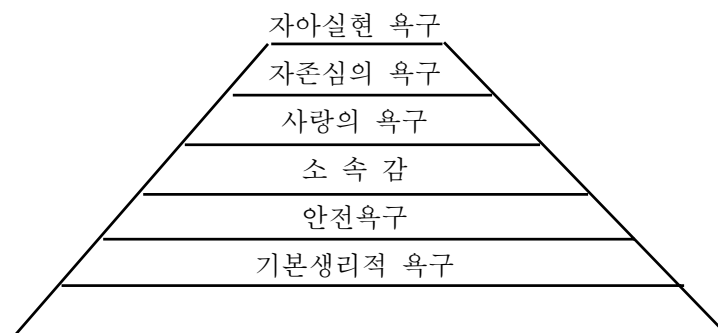 자아실현 욕구
자존심의 욕구
사랑의 욕구
소 속 감
안전욕구
기본생리적 욕구